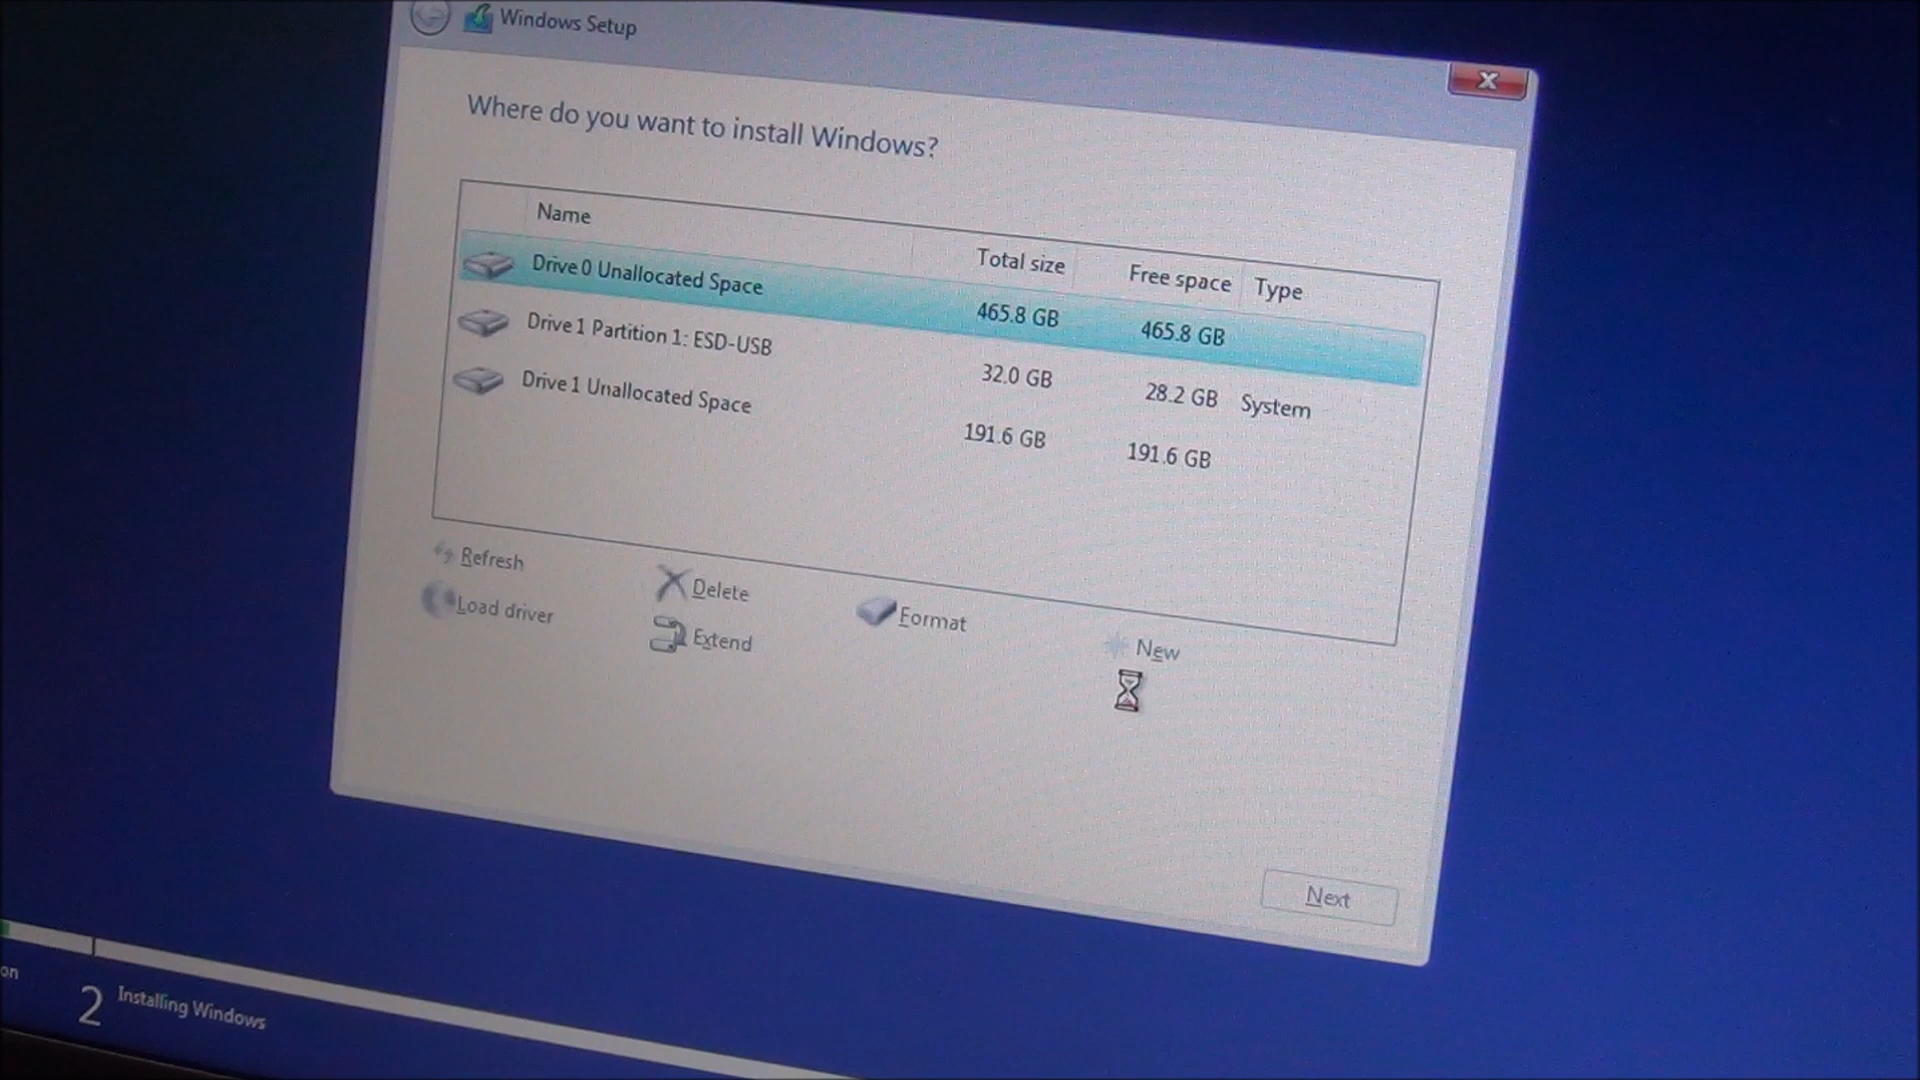 Windows Setup
Where do you want to install Windows?
Name Total size Free space Type
Drive 0 Unallocated Space 465.8 GB 465.8 GB
Drive 1 Partition 1: ESD-USB 32.0 GB 28.2 GB System
Drive 1 Unallocated Space 191.6 GB 191.6 GB
Refresh Delete Format New
Load driver Extend
Next
on
2 Installing Windows